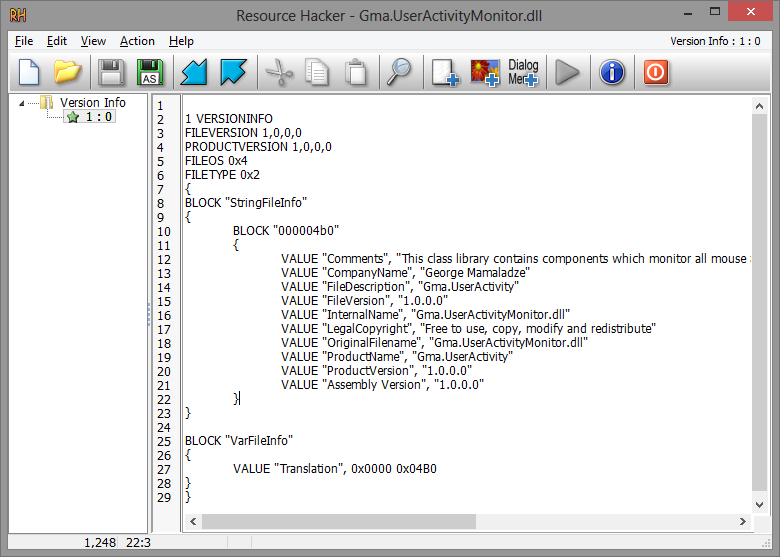 Resource Hacker - Gma.UserActivityMonitor.dll
File Edit View Action Help
Version Info : 1 : 0
AS
Dialog
Menu
Version Info
1 : 0
1
2 1 VERSIONINFO
3 FILEVERSION 1,0,0,0
4 PRODUCTVERSION 1,0,0,0
5 FILEOS 0x4
6 FILETYPE 0x2
7 {
8 BLOCK "StringFileInfo"
9 {
10 BLOCK "000004b0"
11 {
12 VALUE "Comments", "This class library contains components which monitor all mouse
13 VALUE "CompanyName", "George Mamaladze"
14 VALUE "FileDescription", "Gma.UserActivity"
15 VALUE "FileVersion", "1.0.0.0"
16 VALUE "InternalName", "Gma.UserActivityMonitor.dll"
17 VALUE "LegalCopyright", "Free to use, copy, modify and redistribute"
18 VALUE "OriginalFilename", "Gma.UserActivityMonitor.dll"
19 VALUE "ProductName", "Gma.UserActivity"
20 VALUE "ProductVersion", "1.0.0.0"
21 VALUE "Assembly Version", "1.0.0.0"
22 }
23 }
24
25 BLOCK "VarFileInfo"
26 {
27 VALUE "Translation", 0x0000 0x04B0
28 }
29 }
1,248 22:3